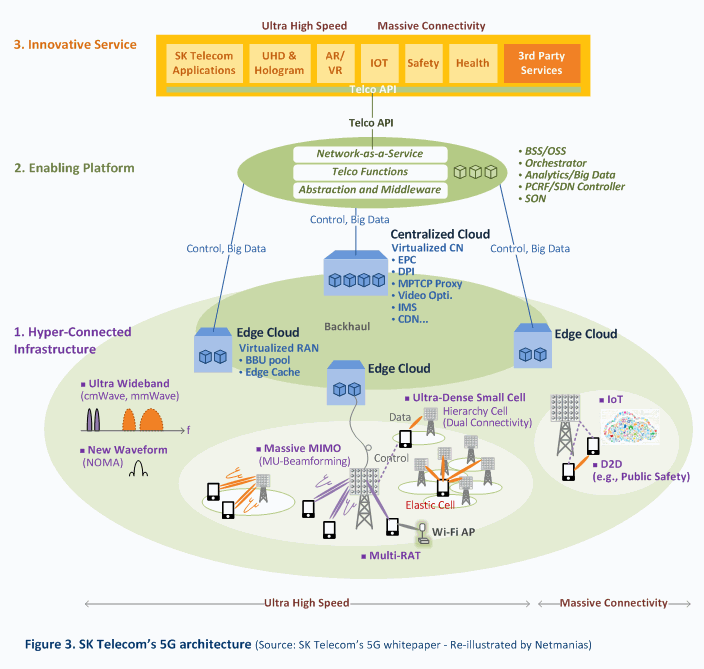 Ultra High Speed
Massive Connectivity
3. Innovative Service
SK Telecom
Applications
UHD &
Hologram
AR/
VR
IOT
Safety
Health
3rd Party
Services
Telco API
Telco API
2. Enabling Platform
Network-as-a-Service
Telco Functions
Abstraction and Middleware
• BSS/OSS
• Orchestrator
• Analytics/Big Data
• PCRF/SDN Controller
• SON
Control, Big Data
Control, Big Data
Control, Big Data
Centralized Cloud
Virtualized CN
• EPC
• DPI
• MPTCP Proxy
• Video Opti.
• IMS
• CDN...
Backhaul
1. Hyper-Connected
Infrastructure
Edge Cloud
Virtualized RAN
• BBU pool
• Edge Cache
Edge Cloud
Edge Cloud
■ Ultra Wideband
(cmWave, mmWave)
f
■ New Waveform
(NOMA)
■ Massive MIMO
(MU-Beamforming)
■ Ultra-Dense Small Cell
Hierarchy Cell
(Dual Connectivity)
Data
Control
Elastic Cell
Wi-Fi AP
■ Multi-RAT
■ IoT
■ D2D
(e.g., Public Safety)
Ultra High Speed
Massive Connectivity
Figure 3. SK Telecom's 5G architecture (Source: SK Telecom's 5G whitepaper - Re-illustrated by Netmanias)